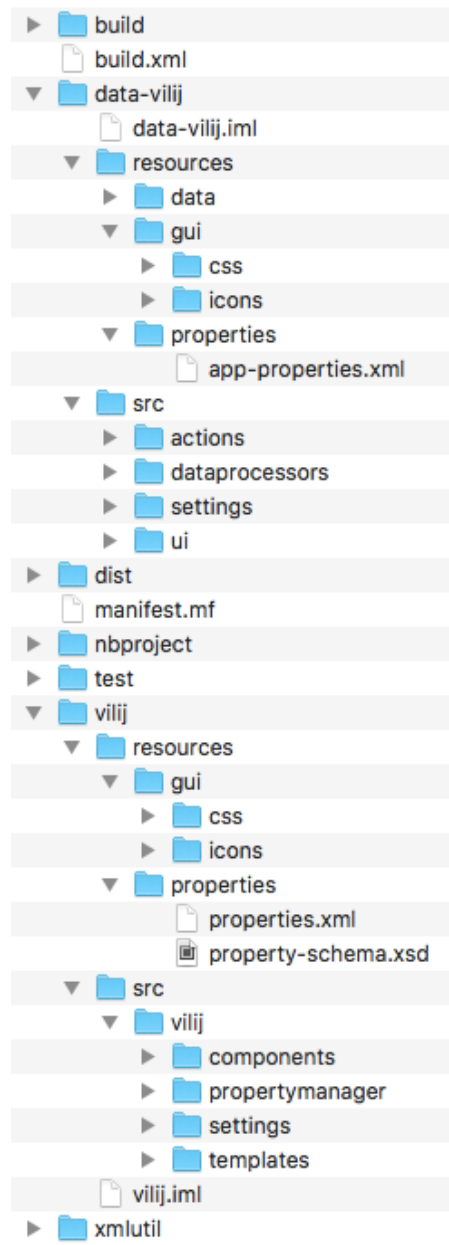 build
build.xml
data-vilij
data-vilij.iml
resources
data
gui
css
icons
properties
app-properties.xml
src
actions
dataprocessors
settings
ui
dist
manifest.mf
nbproject
test
vilij
resources
gui
css
icons
properties
properties.xml
property-schema.xsd
src
vilij
components
propertymanager
settings
templates
vilij.iml
xmlutil